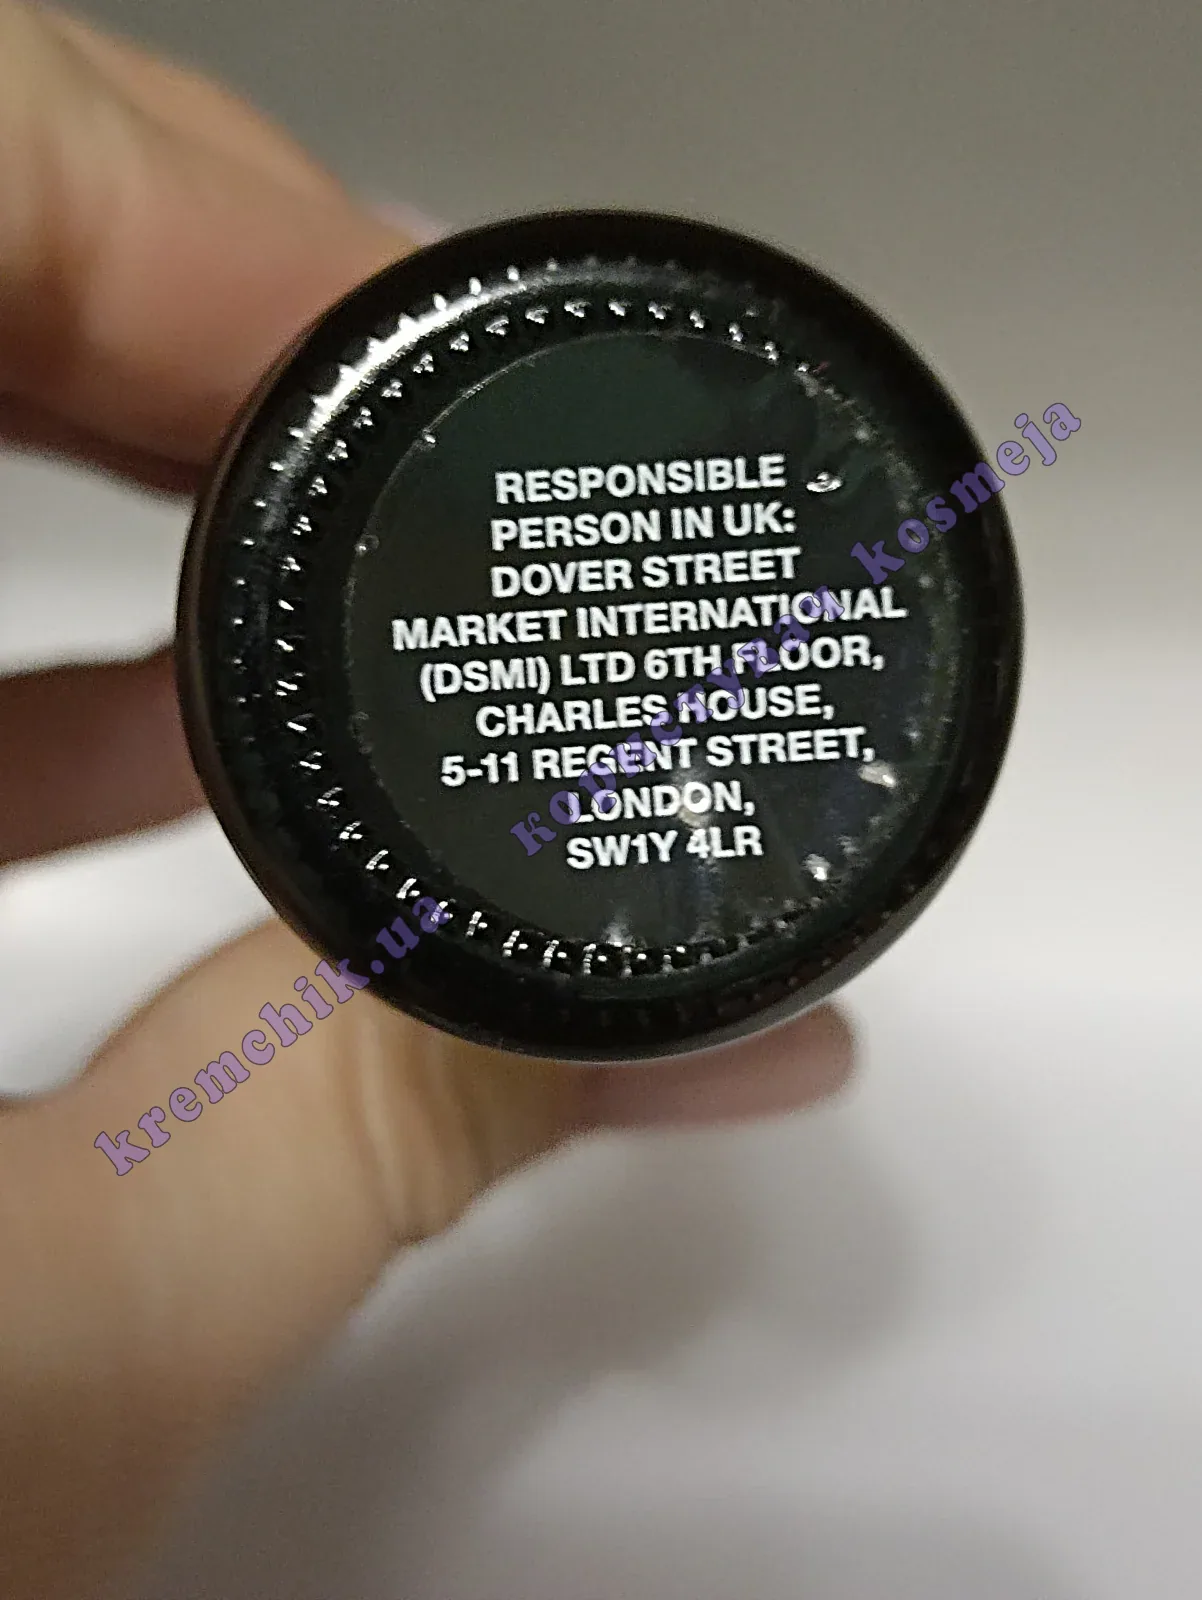 RESPONSIBLE
PERSON IN UK:
DOVER STREET
MARKET INTERNATIONAL
(DSMI) LTD 6TH FLOOR,
CHARLES HOUSE,
5-11 REGENT STREET,
LONDON,
SW1Y 4LR
kremchik.ua користувач kosmeja